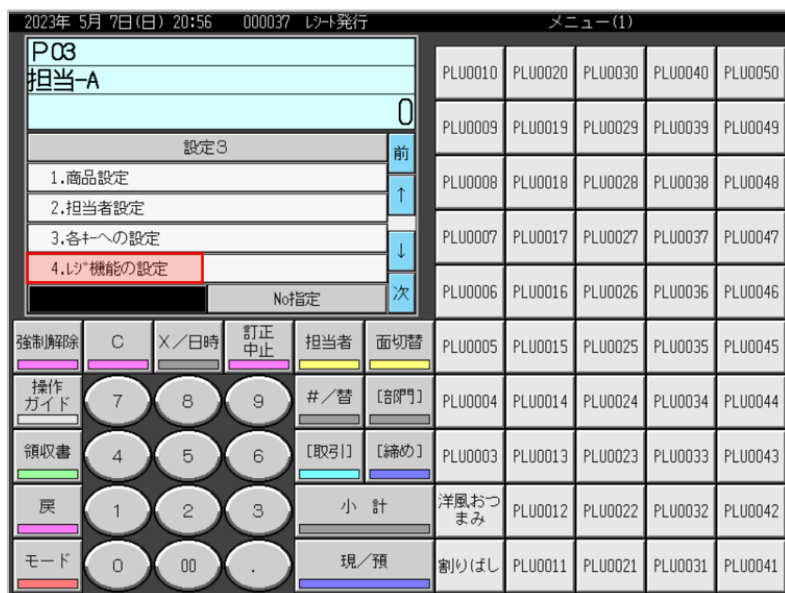 2023年 5月 7日(日) 20:56 000037 ﾚｼｰﾄ発行 メニュー(1)
P03
担当-A
0
設定3
前
1.商品設定
↑
2.担当者設定
3.各ｷｰへの設定
↓
4.ﾚｼﾞ機能の設定
No指定
次
強制解除 C X/日時 訂正中止 担当者 面切替
操作ガイド 7 8 9 #/替 [部門]
領収書 4 5 6 [取引] [締め]
戻 1 2 3 小 計
モード 0 00 . 現/預
PLU0010 PLU0020 PLU0030 PLU0040 PLU0050
PLU0009 PLU0019 PLU0029 PLU0039 PLU0049
PLU0008 PLU0018 PLU0028 PLU0038 PLU0048
PLU0007 PLU0017 PLU0027 PLU0037 PLU0047
PLU0006 PLU0016 PLU0026 PLU0036 PLU0046
PLU0005 PLU0015 PLU0025 PLU0035 PLU0045
PLU0004 PLU0014 PLU0024 PLU0034 PLU0044
PLU0003 PLU0013 PLU0023 PLU0033 PLU0043
洋風おつまみ PLU0012 PLU0022 PLU0032 PLU0042
割りばし PLU0011 PLU0021 PLU0031 PLU0041